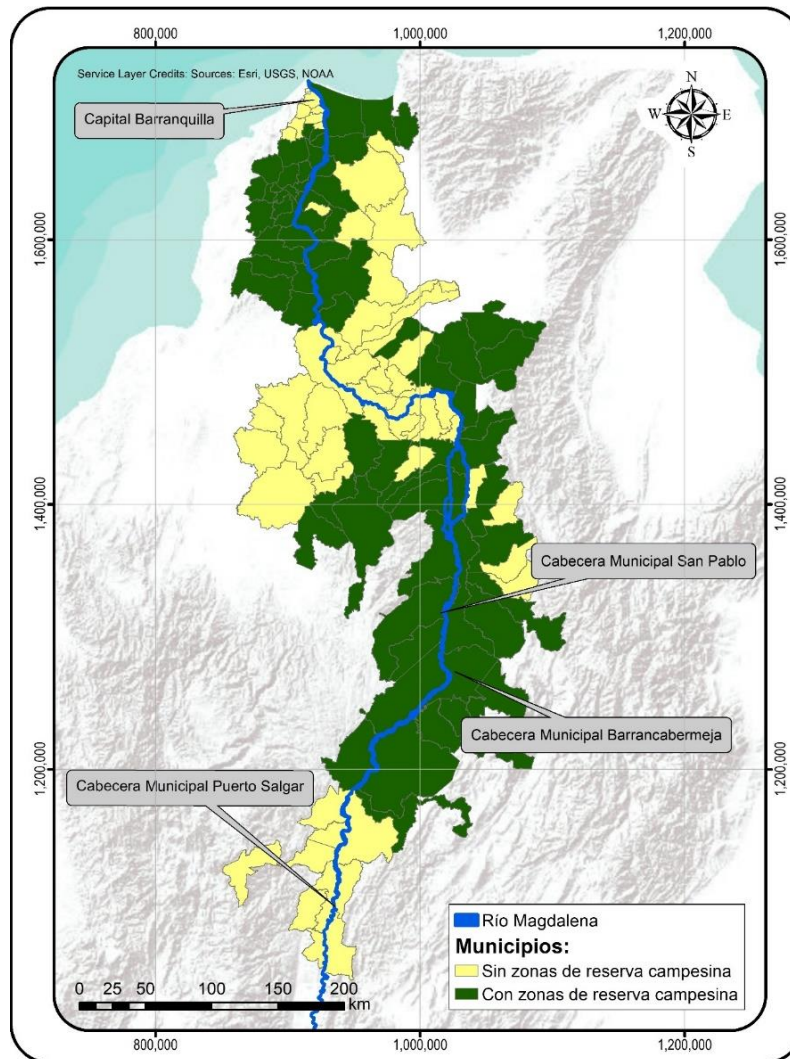 800,000 1,000,000 1,200,000
Service Layer Credits: Sources: Esri, USGS, NOAA
N
W E
S
Capital Barranquilla
1,600,000 1,600,000
1,400,000 1,400,000
Cabecera Municipal San Pablo
Cabecera Municipal Barrancabermeja
1,200,000 1,200,000
Cabecera Municipal Puerto Salgar
Río Magdalena
Municipios:
Sin zonas de reserva campesina
Con zonas de reserva campesina
0 25 50 100 150 200
km
800,000 1,000,000 1,200,000